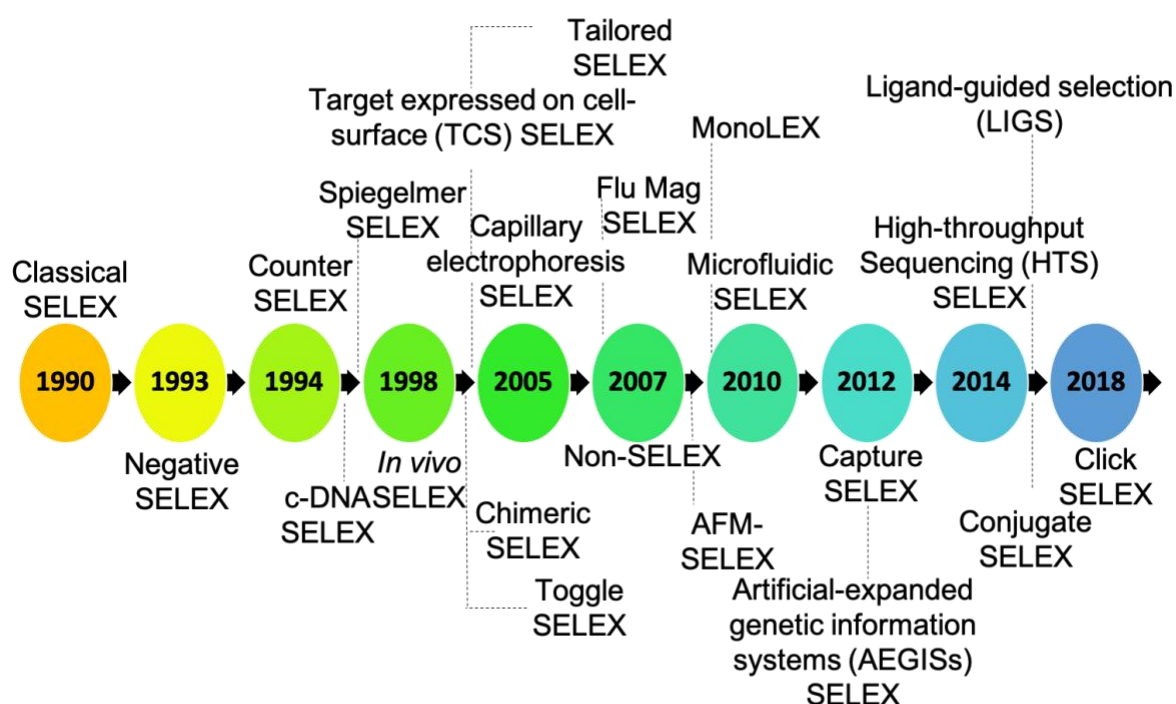 Tailored
SELEX
Target expressed on cell-
surface (TCS) SELEX
Ligand-guided selection
(LIGS)
MonoLEX
Spiegelmer
SELEX
Flu Mag
SELEX
Capillary
electrophoresis
SELEX
High-throughput
Sequencing (HTS)
SELEX
Classical
SELEX
Counter
SELEX
Microfluidic
SELEX
1990
1993
1994
1998
2005
2007
2010
2012
2014
2018
Negative
SELEX
c-DNA
SELEX
In vivo
SELEX
Non-SELEX
Capture
SELEX
Click
SELEX
Chimeric
SELEX
AFM-
SELEX
Conjugate
SELEX
Toggle
SELEX
Artificial-expanded
genetic information
systems (AEGISs)
SELEX